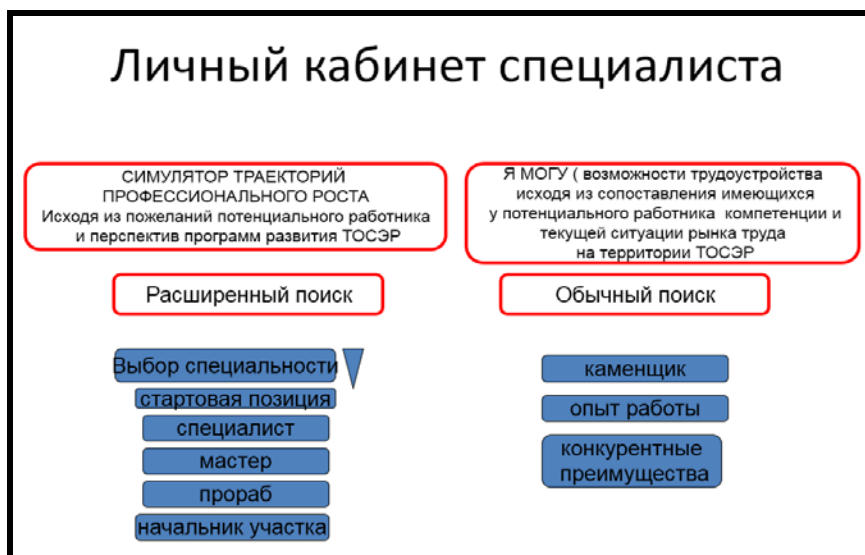 Личный кабинет специалиста
СИМУЛЯТОР ТРАЕКТОРИЙ
ПРОФЕССИОНАЛЬНОГО РОСТА
Исходя из пожеланий потенциального работника
и перспектив программ развития ТОСЭР
Расширенный поиск
Выбор специальности
стартовая позиция
специалист
мастер
прораб
начальник участка
Я МОГУ ( возможности трудоустройства
исходя из сопоставления имеющихся
у потенциального работника компетенции и
текущей ситуации рынка труда
на территории ТОСЭР
Обычный поиск
каменщик
опыт работы
конкурентные
преимущества